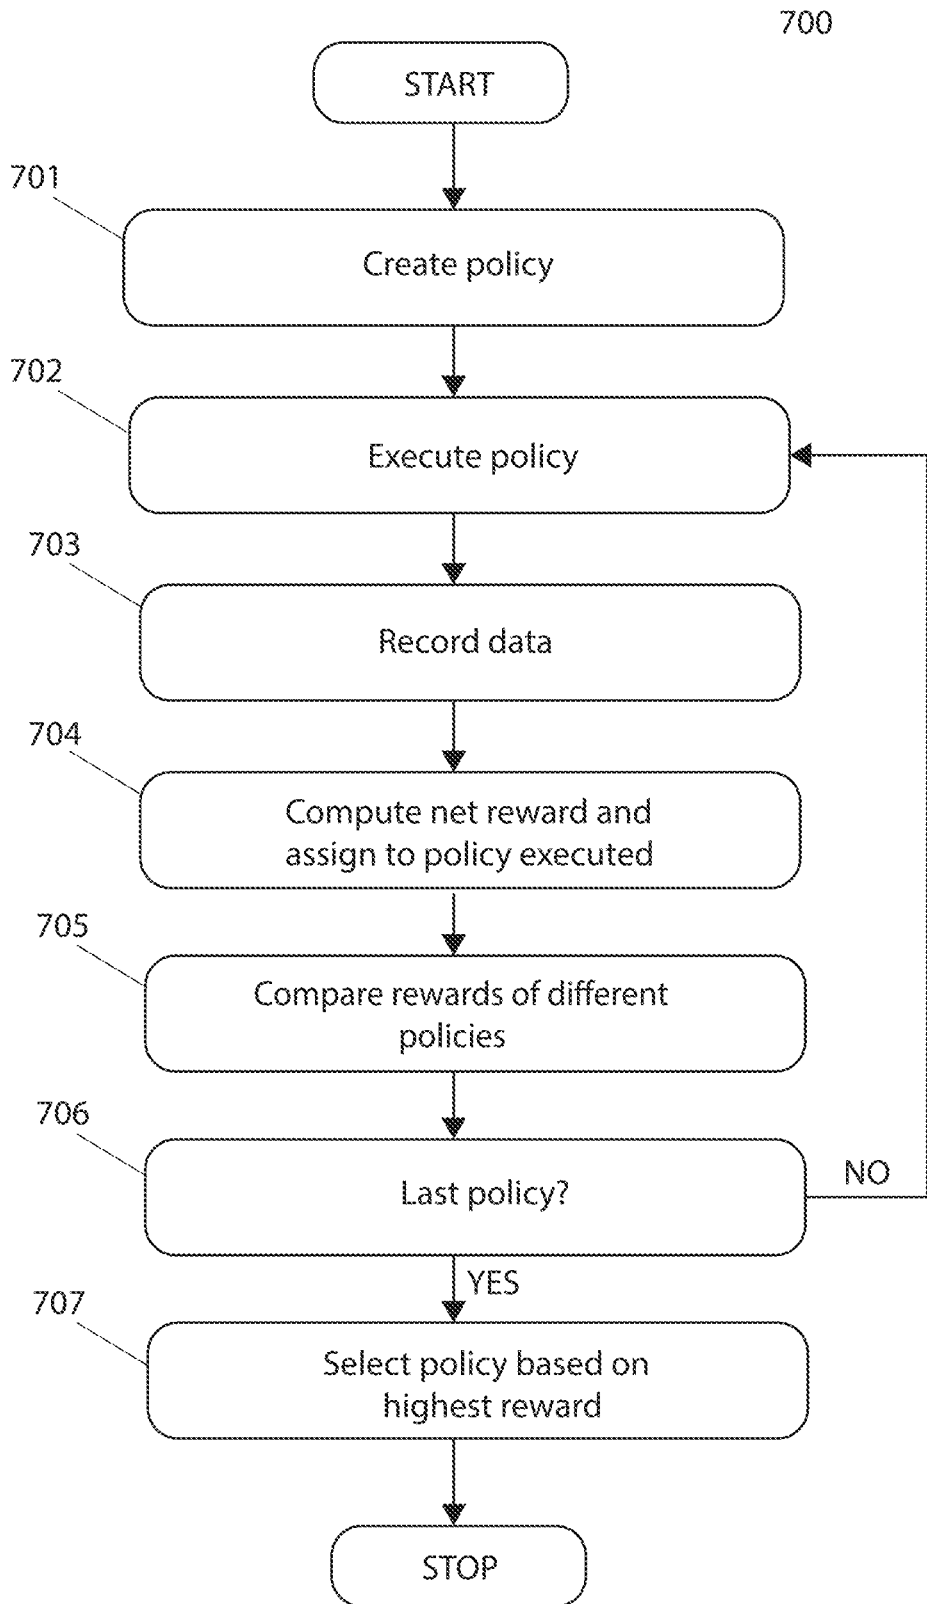 700
START
701
Create policy
702
Execute policy
703
Record data
704
Compute net reward and
assign to policy executed
705
Compare rewards of different
policies
706
Last policy?
NO
YES
707
Select policy based on
highest reward
STOP